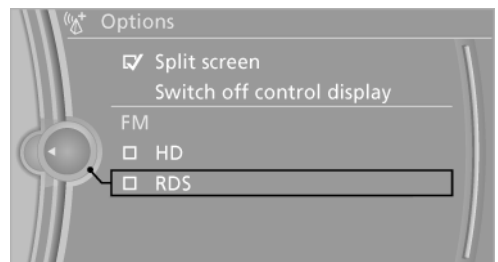 Options
Split screen
Switch off control display
FM
HD
RDS